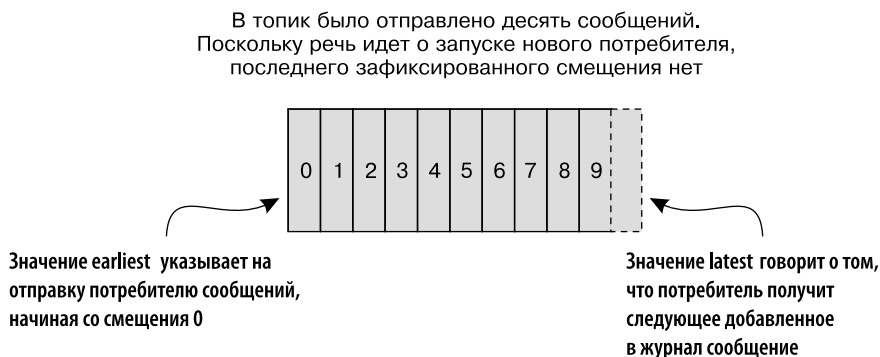 В топик было отправлено десять сообщений.
Поскольку речь идет о запуске нового потребителя,
последнего зафиксированного смещения нет
0 1 2 3 4 5 6 7 8 9
Значение earliest указывает на
отправку потребителю сообщений,
начиная со смещения 0
Значение latest говорит о том,
что потребитель получит
следующее добавленное
в журнал сообщение